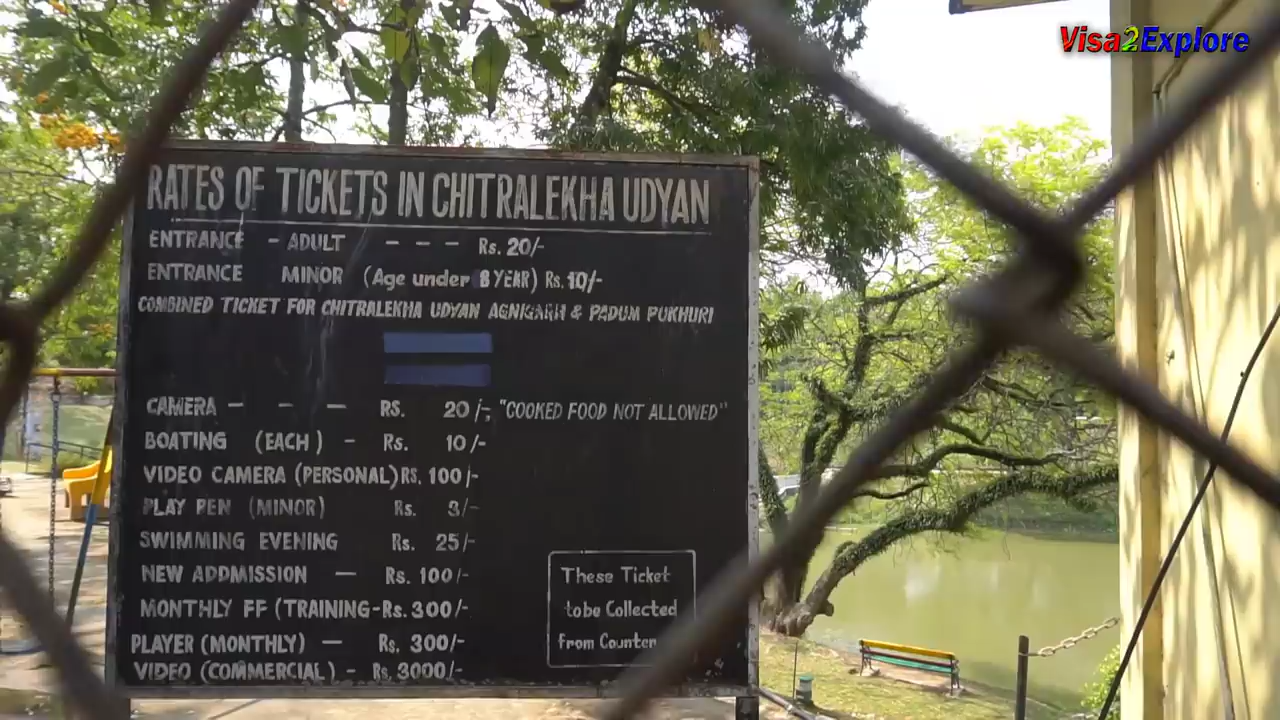 Visa2Explore
RATES OF TICKETS IN CHITRALEKHA UDYAN
ENTRANCE - ADULT - - - Rs. 20/-
ENTRANCE MINOR (Age under 8 YEAR) Rs. 10/-
COMBINED TICKET FOR CHITRALEKHA UDYAN AGNIGARH & PADUM PUKHURI
CAMERA - - - RS. 20/-, "COOKED FOOD NOT ALLOWED"
BOATING (EACH) - Rs. 10/-
VIDEO CAMERA (PERSONAL) RS. 100/-
PLAY PEN (MINOR) Rs. 3/-
SWIMMING EVENING Rs. 25/-
NEW ADDMISSION - Rs. 100/-
MONTHLY FF (TRAINING-Rs. 300/-
PLAYER (MONTHLY) - Rs. 300/-
VIDEO (COMMERCIAL) - Rs. 3000/-
These Ticket
tobe Collected
from Counter